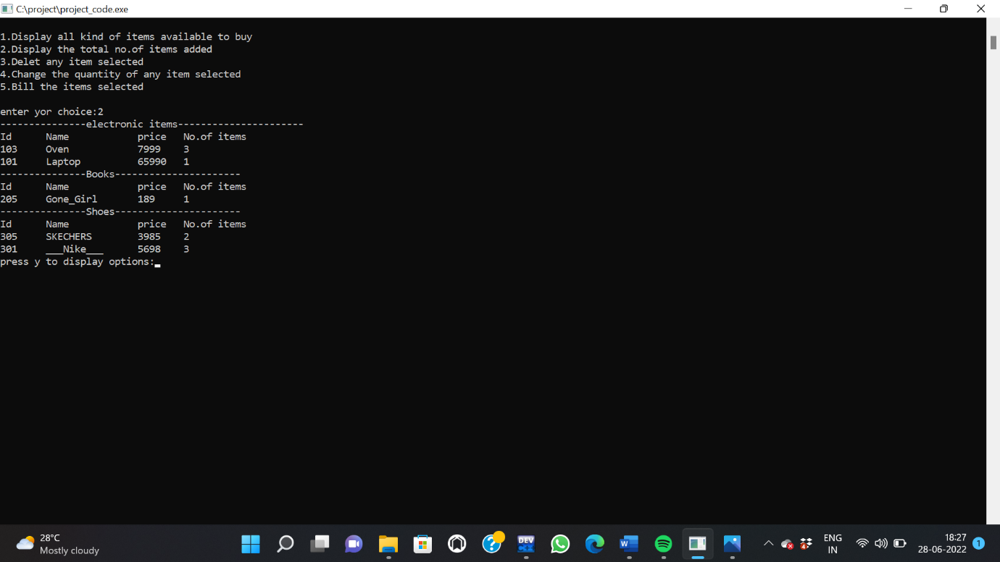 C:\project\project_code.exe
1.Display all kind of items available to buy
2.Display the total no.of items added
3.Delet any item selected
4.Change the quantity of any item selected
5.Bill the items selected
enter yor choice:2
---------------electronic items----------------------
Id Name price No.of items
103 Oven 7999 3
101 Laptop 65990 1
---------------Books----------------------
Id Name price No.of items
205 Gone_Girl 189 1
---------------Shoes----------------------
Id Name price No.of items
305 SKECHERS 3985 2
301 ___Nike___ 5698 3
press y to display options:
28°C
Mostly cloudy
DEV
C++
W
4
ENG
IN
18:27
28-06-2022
1